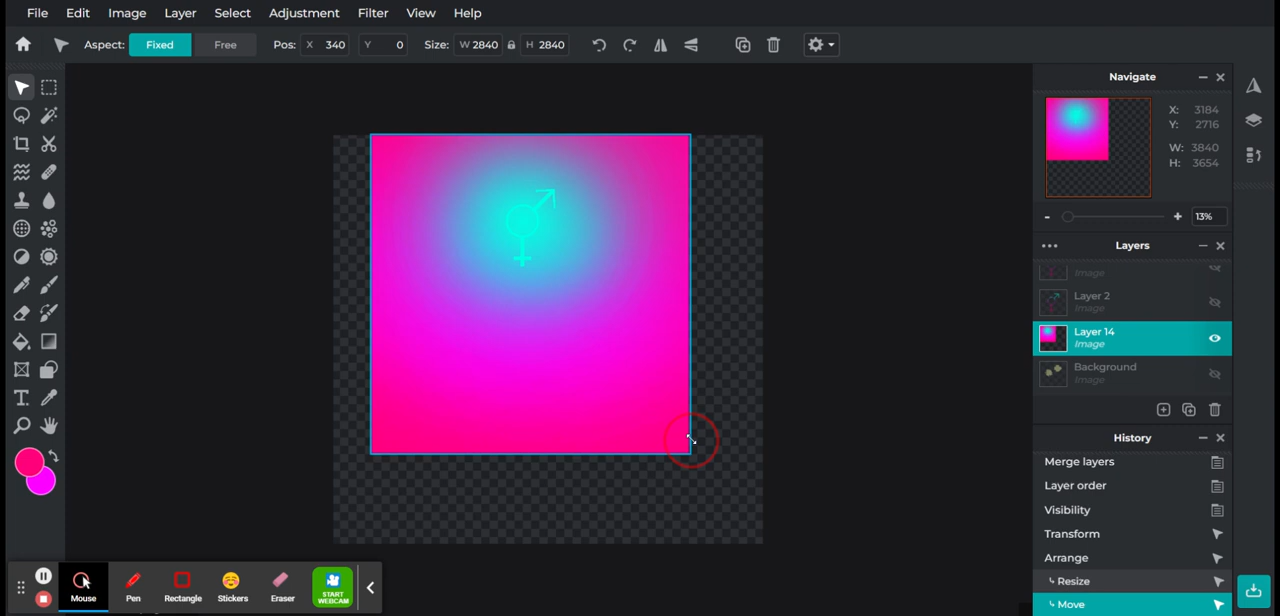 File Edit Image Layer Select Adjustment Filter View Help
Aspect: Fixed Free Pos: X 340 Y 0 Size: W 2840 H 2840
Navigate
X: 3184
Y: 2716
W: 3840
H: 3654
- + 13%
Layers
Image
Layer 2
Image
Layer 14
Image
Background
Image
History
Merge layers
Layer order
Visibility
Transform
Arrange
Resize
Move
Mouse Pen Rectangle Stickers Eraser
START
WEBCAM